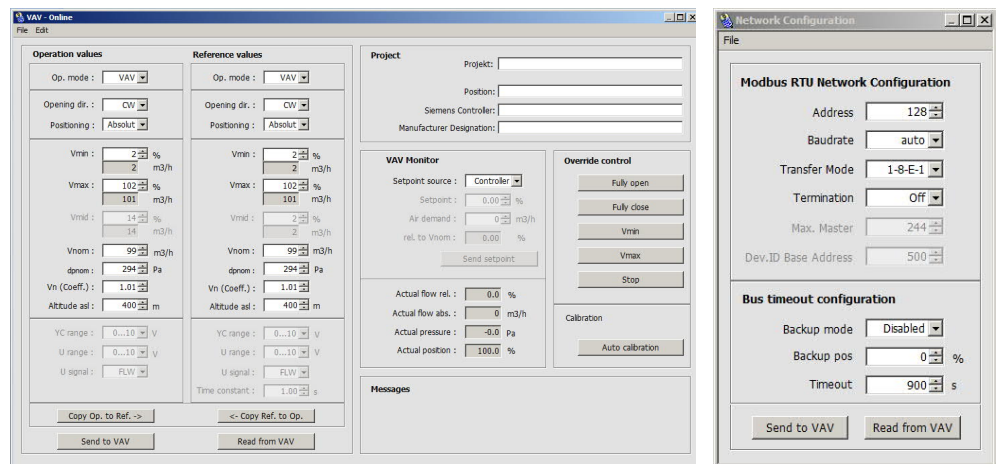 VAV - Online
File Edit
Operation values
Op. mode : VAV
Opening dir. : CW
Positioning : Absolut
Vmin : 2 %
2 m3/h
Vmax : 102 %
101 m3/h
Vmid : 14 %
14 m3/h
Vnom : 99 m3/h
dpnom : 294 Pa
Vn (Coeff.) : 1.01
Altitude asl : 400 m
YC range : 0...10 V
U range : 0...10 V
U signal : FLW
Copy Op. to Ref. ->
Send to VAV
Reference values
Op. mode : VAV
Opening dir. : CW
Positioning : Absolut
Vmin : 2 %
2 m3/h
Vmax : 102 %
101 m3/h
Vmid : 2 %
2 m3/h
Vnom : 99 m3/h
dpnom : 294 Pa
Vn (Coeff.) : 1.01
Altitude asl : 400 m
YC range : 0...10 V
U range : 0...10 V
U signal : FLW
Time constant : 1.00 s
<- Copy Ref. to Op.
Read from VAV
Project
Projekt:
Position:
Siemens Controller:
Manufacturer Designation:
VAV Monitor
Setpoint source : Controller
Setpoint : 0.00 %
Air demand : 0 m3/h
rel. to Vnom : 0.00 %
Send setpoint
Actual flow rel. : 0.0 %
Actual flow abs. : 0 m3/h
Actual pressure : -0.0 Pa
Actual position : 100.0 %
Override control
Fully open
Fully close
Vmin
Vmax
Stop
Calibration
Auto calibration
Messages
Network Configuration
File
Modbus RTU Network Configuration
Address 128
Baudrate auto
Transfer Mode 1-8-E-1
Termination Off
Max. Master 244
Dev.ID Base Address 500
Bus timeout configuration
Backup mode Disabled
Backup pos 0 %
Timeout 900 s
Send to VAV
Read from VAV